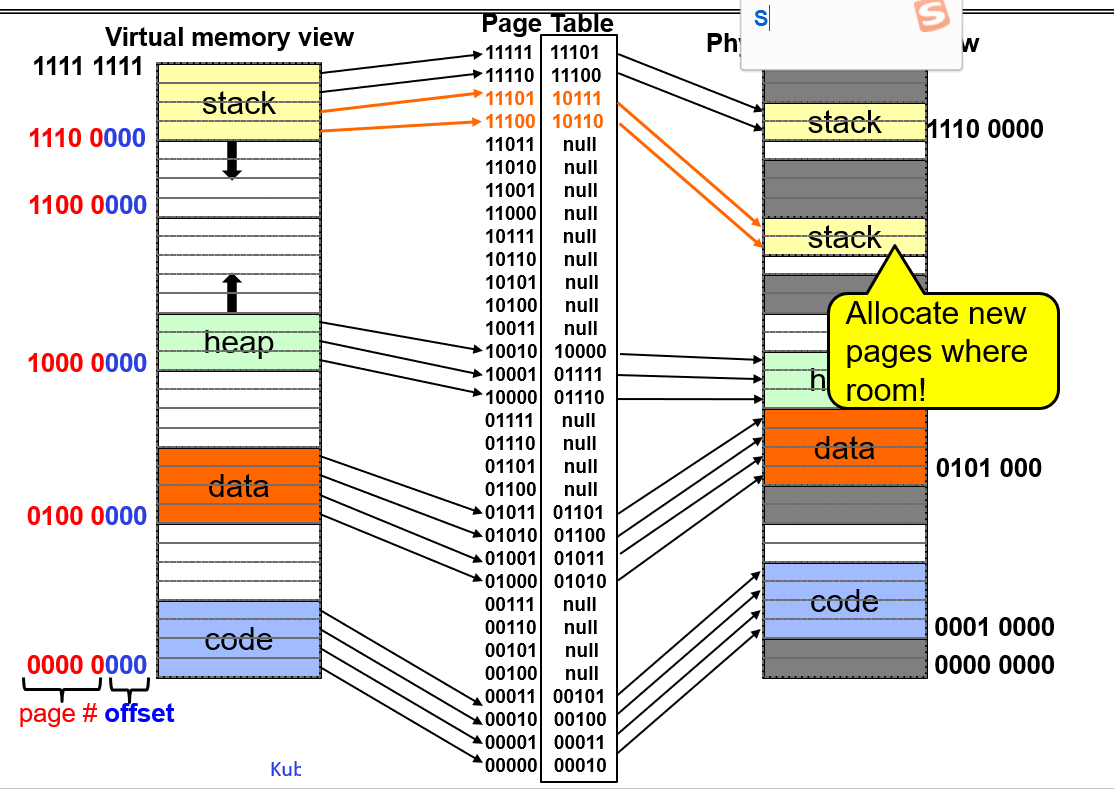 S
Page Table
Virtual memory view
Phy w
1111 1111
stack
1110 0000
1100 0000
heap
1000 0000
data
0100 0000
code
0000 0000
page # offset
11111 11101
11110 11100
11101 10111
11100 10110
11011 null
11010 null
11001 null
11000 null
10111 null
10110 null
10101 null
10100 null
10011 null
10010 10000
10001 01111
10000 01110
01111 null
01110 null
01101 null
01100 null
01011 01101
01010 01100
01001 01011
01000 01010
00111 null
00110 null
00101 null
00100 null
00011 00101
00010 00100
00001 00011
00000 00010
stack
1110 0000
stack
Allocate new
pages where
room!
h
data
0101 000
code
0001 0000
0000 0000
Kub